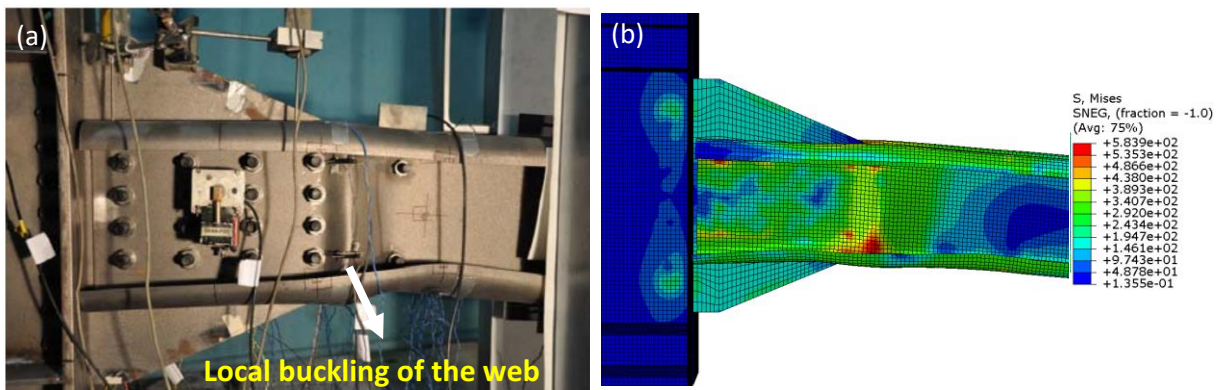 (a)
Local buckling of the web
(b)
S, Mises
SNEG, (fraction = -1.0)
(Avg: 75%)
+5.839e+02
+5.353e+02
+4.866e+02
+4.380e+02
+3.893e+02
+3.407e+02
+2.920e+02
+2.434e+02
+1.947e+02
+1.461e+02
+9.743e+01
+4.878e+01
+1.355e-01